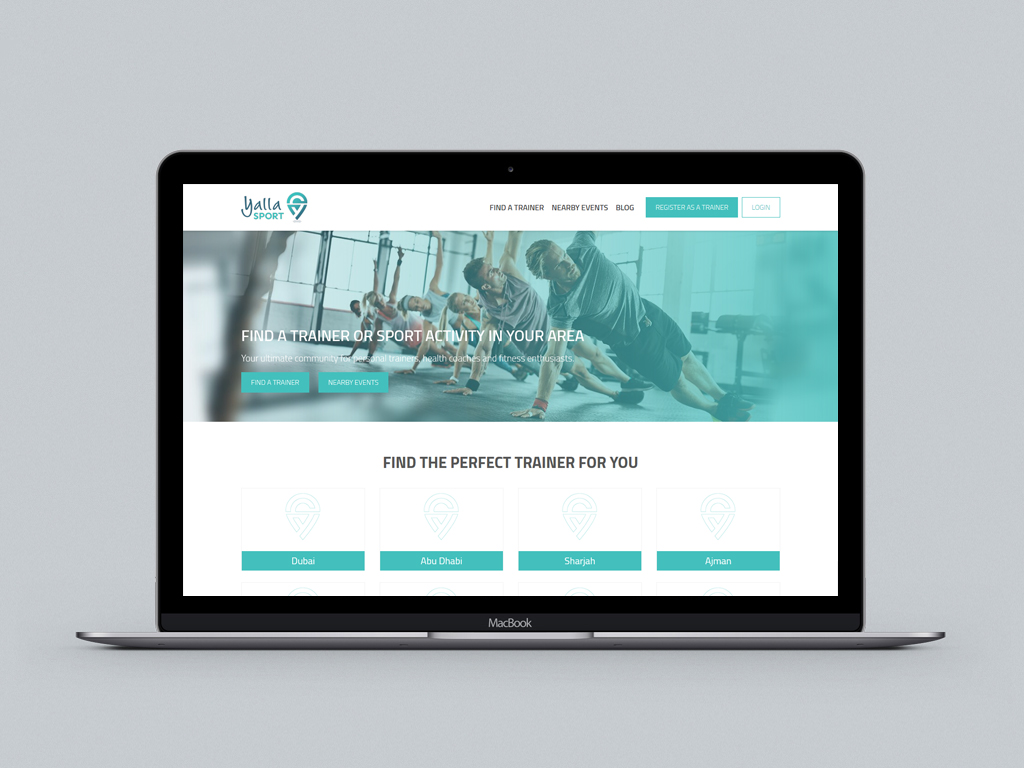 Yalla
SPORT
FIND A TRAINER NEARBY EVENTS BLOG REGISTER AS A TRAINER LOGIN
FIND A TRAINER OR SPORT ACTIVITY IN YOUR AREA
Your ultimate community for personal trainers, health coaches and fitness enthusiasts.
FIND A TRAINER NEARBY EVENTS
FIND THE PERFECT TRAINER FOR YOU
Dubai Abu Dhabi Sharjah Ajman
MacBook